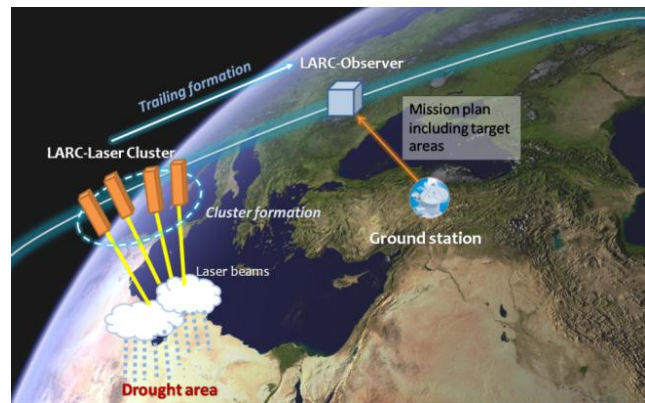 LARC-Observer
Trailing formation
Mission plan
including target
areas
LARC-Laser Cluster
Cluster formation
Ground station
Laser beams
Drought area